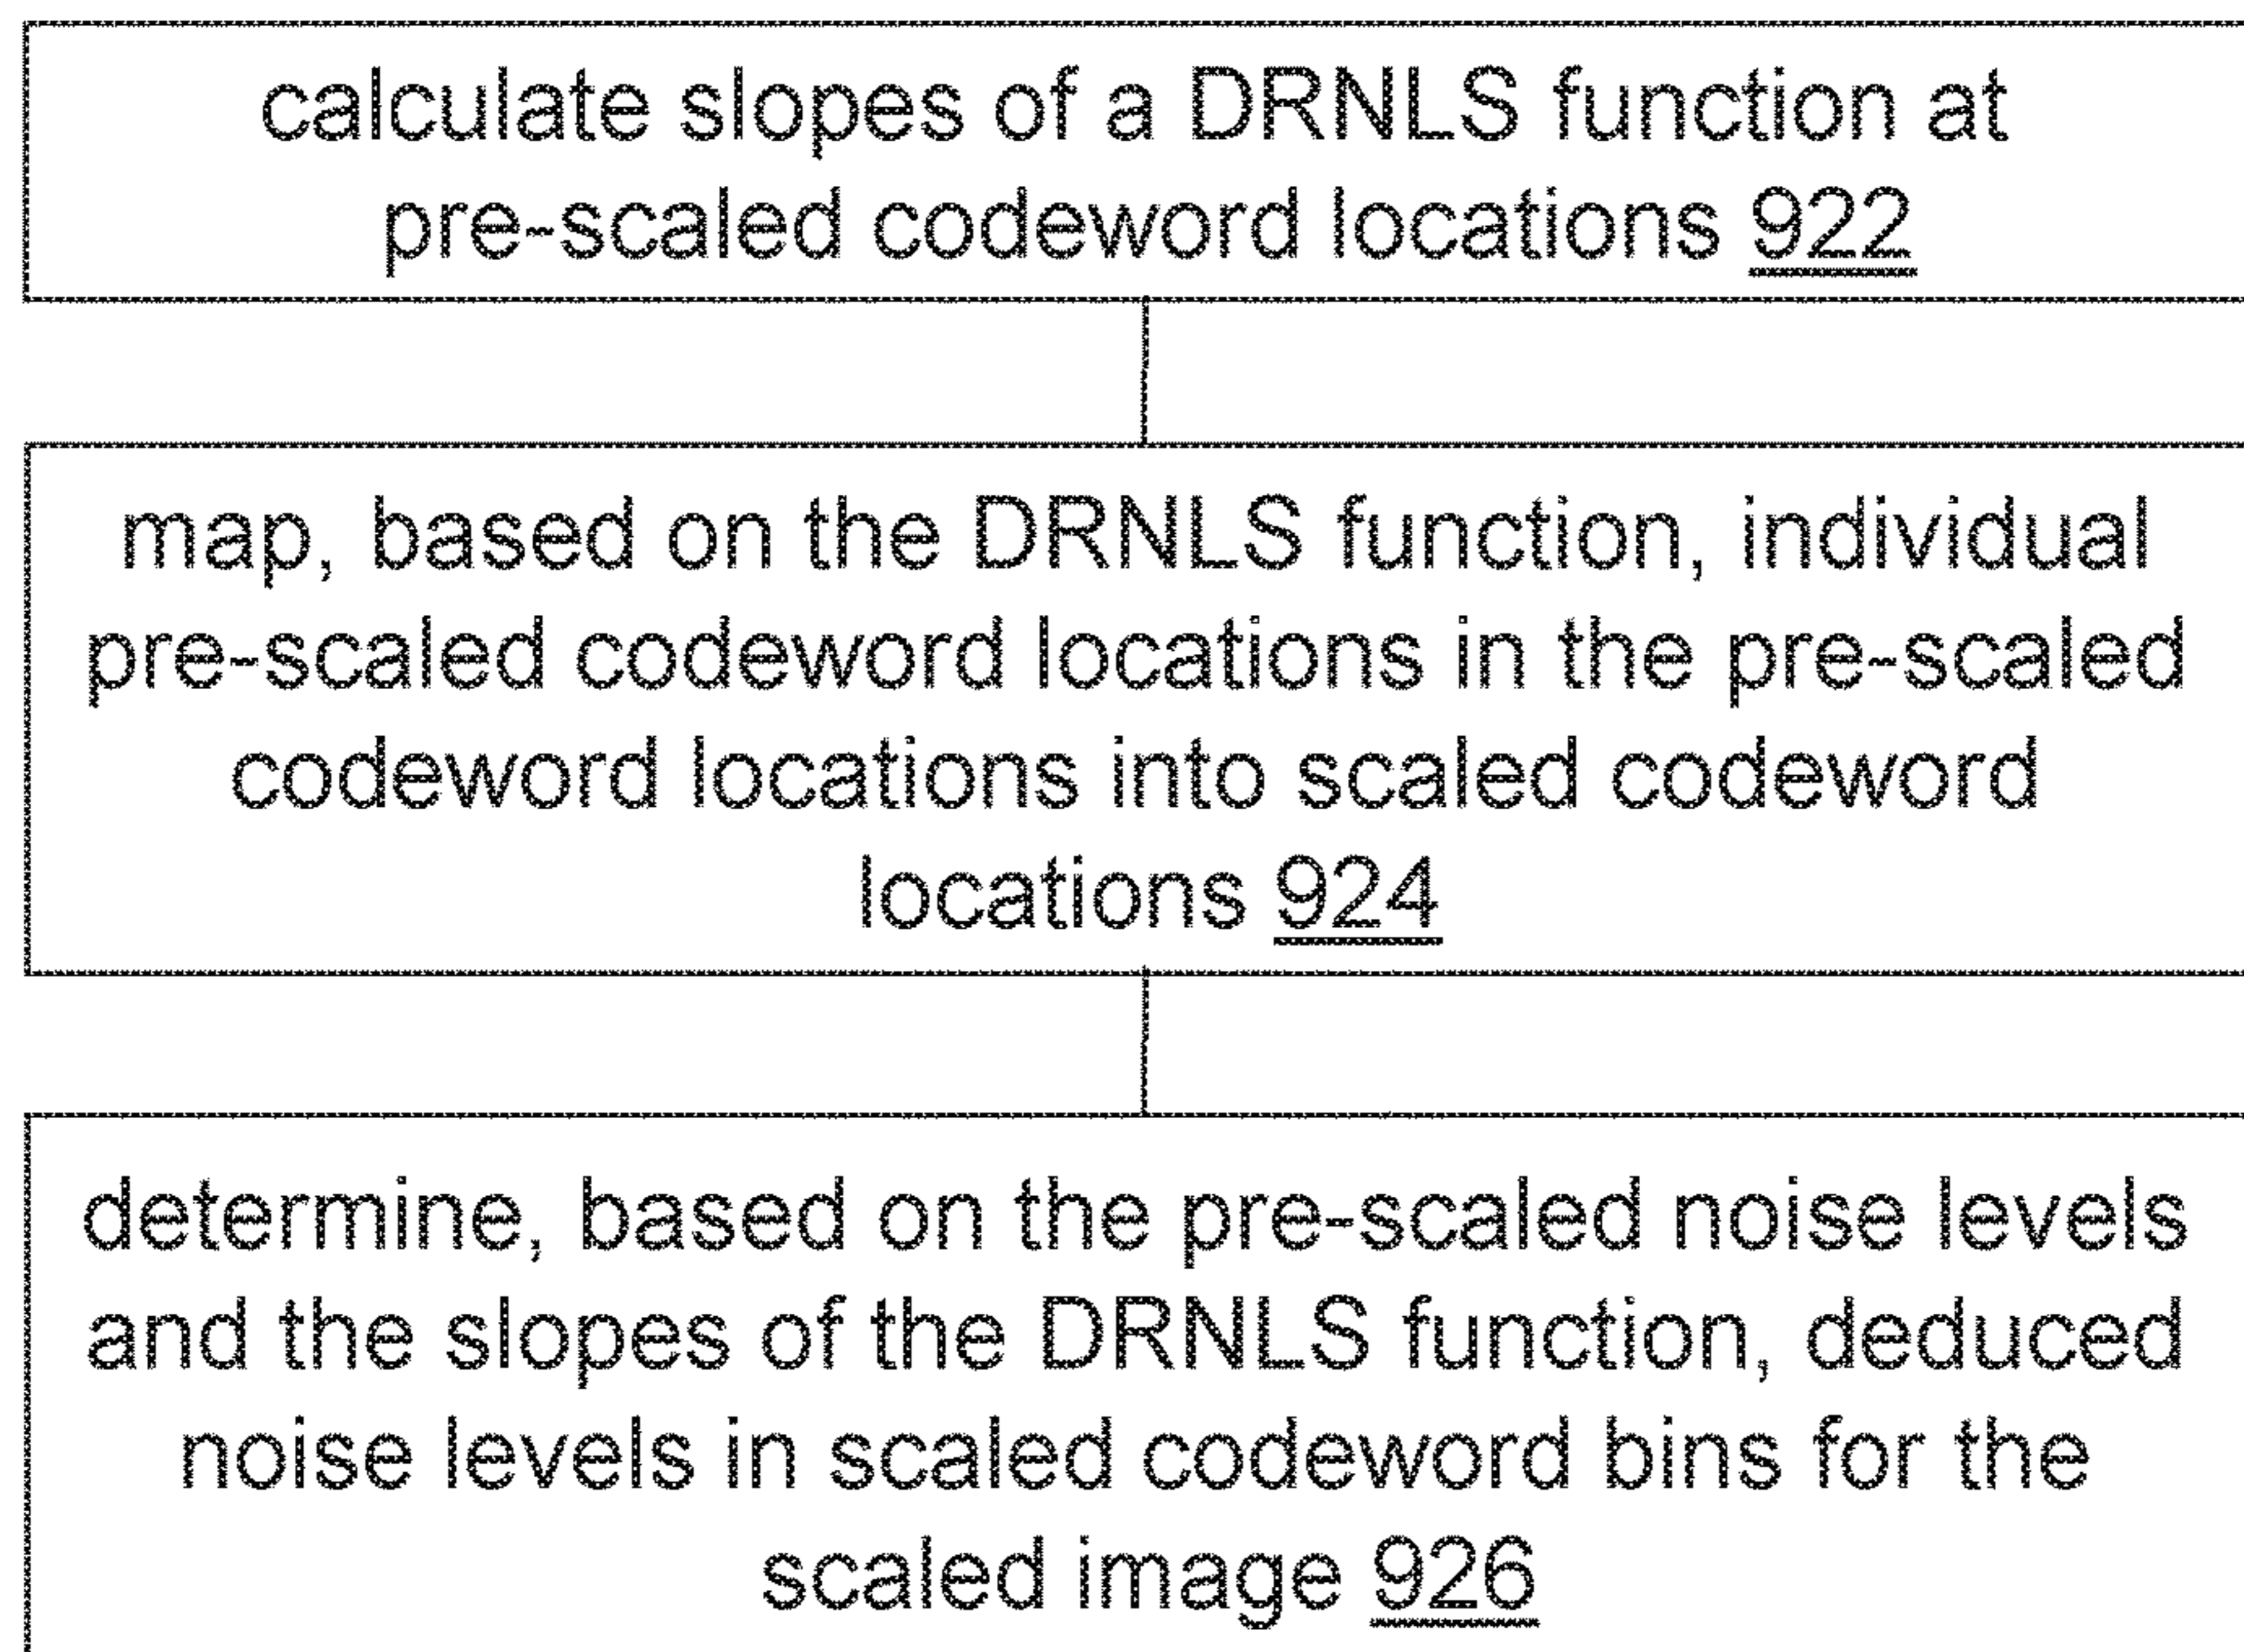 calculate slopes of a DRNLS function at
pre-scaled codeword locations 922
map, based on the DRNLS function, individual
pre-scaled codeword locations in the pre-scaled
codeword locations into scaled codeword
locations 924
determine, based on the pre-scaled noise levels
and the slopes of the DRNLS function, deduced
noise levels in scaled codeword bins for the
scaled image 926